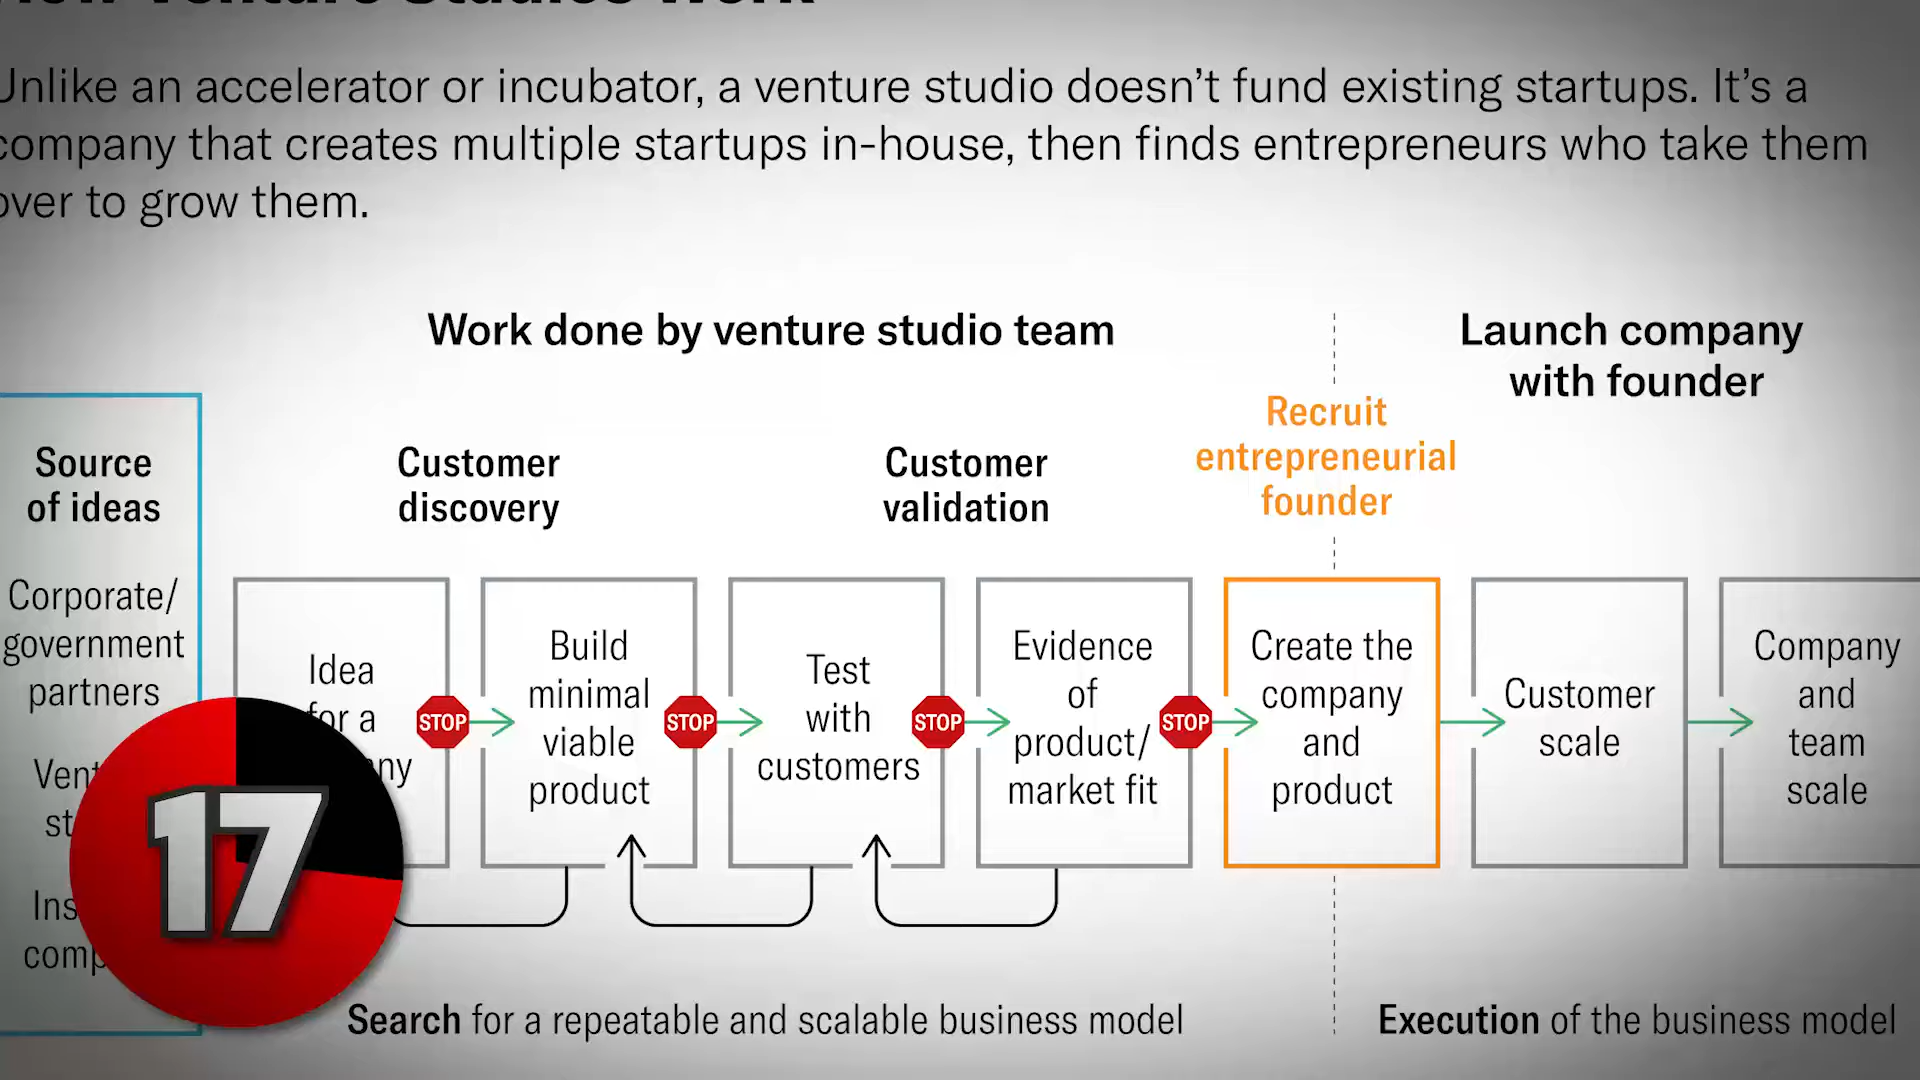 Venture Studios Work
Unlike an accelerator or incubator, a venture studio doesn't fund existing startups. It's a
company that creates multiple startups in-house, then finds entrepreneurs who take them
over to grow them.
Work done by venture studio team
Launch company
with founder
Source
of ideas
Customer
discovery
Customer
validation
Recruit
entrepreneurial
founder
Corporate/
government
partners
Idea
for a
STOP
Build
minimal
viable
product
STOP
Test
with
customers
STOP
Evidence
of
product/
market fit
STOP
Create the
company
and
product
Customer
scale
Company
and
team
scale
17
Search for a repeatable and scalable business model
Execution of the business model